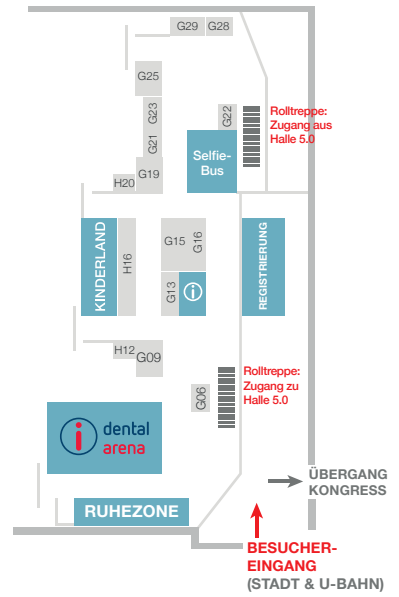 G29
G28
G25
G23
G22
Rolltreppe:
Zugang aus
Halle 5.0
G21
Selfie-
Bus
G19
H20
KINDERLAND
H16
G15
G16
REGISTRIERUNG
G13
i
H12
G09
Rolltreppe:
Zugang zu
Halle 5.0
G06
i
dental
arena
ÜBERGANG
KONGRESS
RUHEZONE
BESUCHER-
EINGANG
(STADT & U-BAHN)